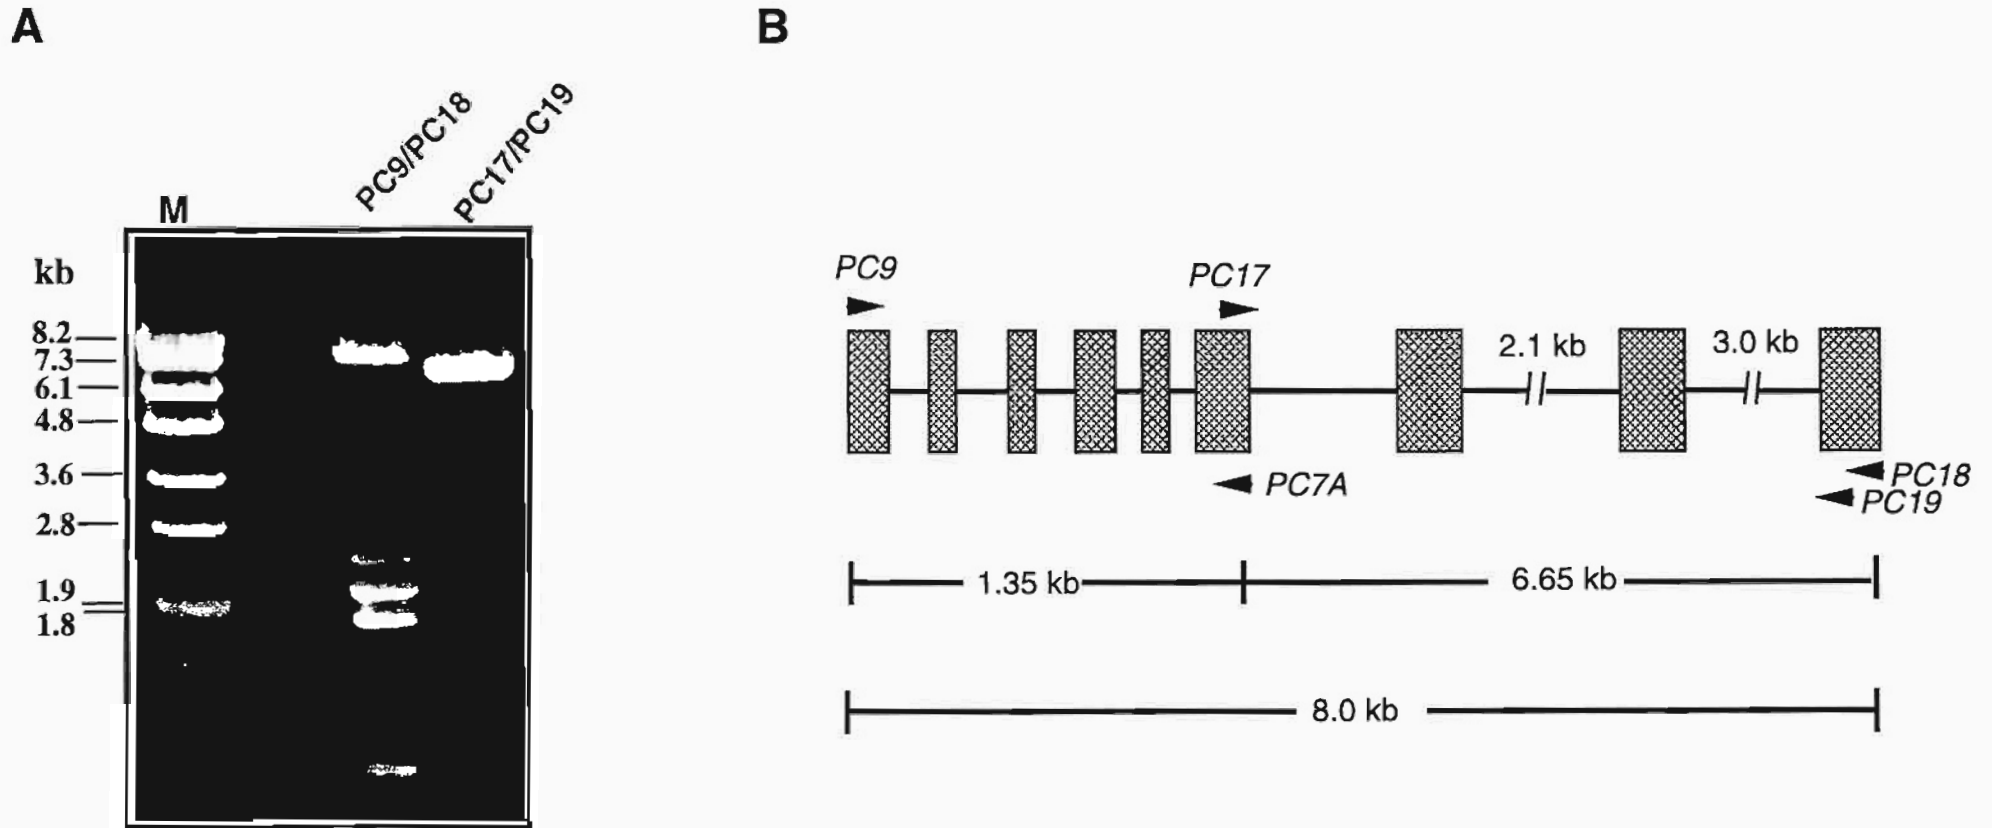 A
B
PC9/PC18
PC17/PC19
M
kb
8.2
7.3
6.1
4.8
3.6
2.8
1.9
1.8
PC9
PC17
2.1 kb
3.0 kb
PC7A
PC18
PC19
1.35 kb
6.65 kb
8.0 kb